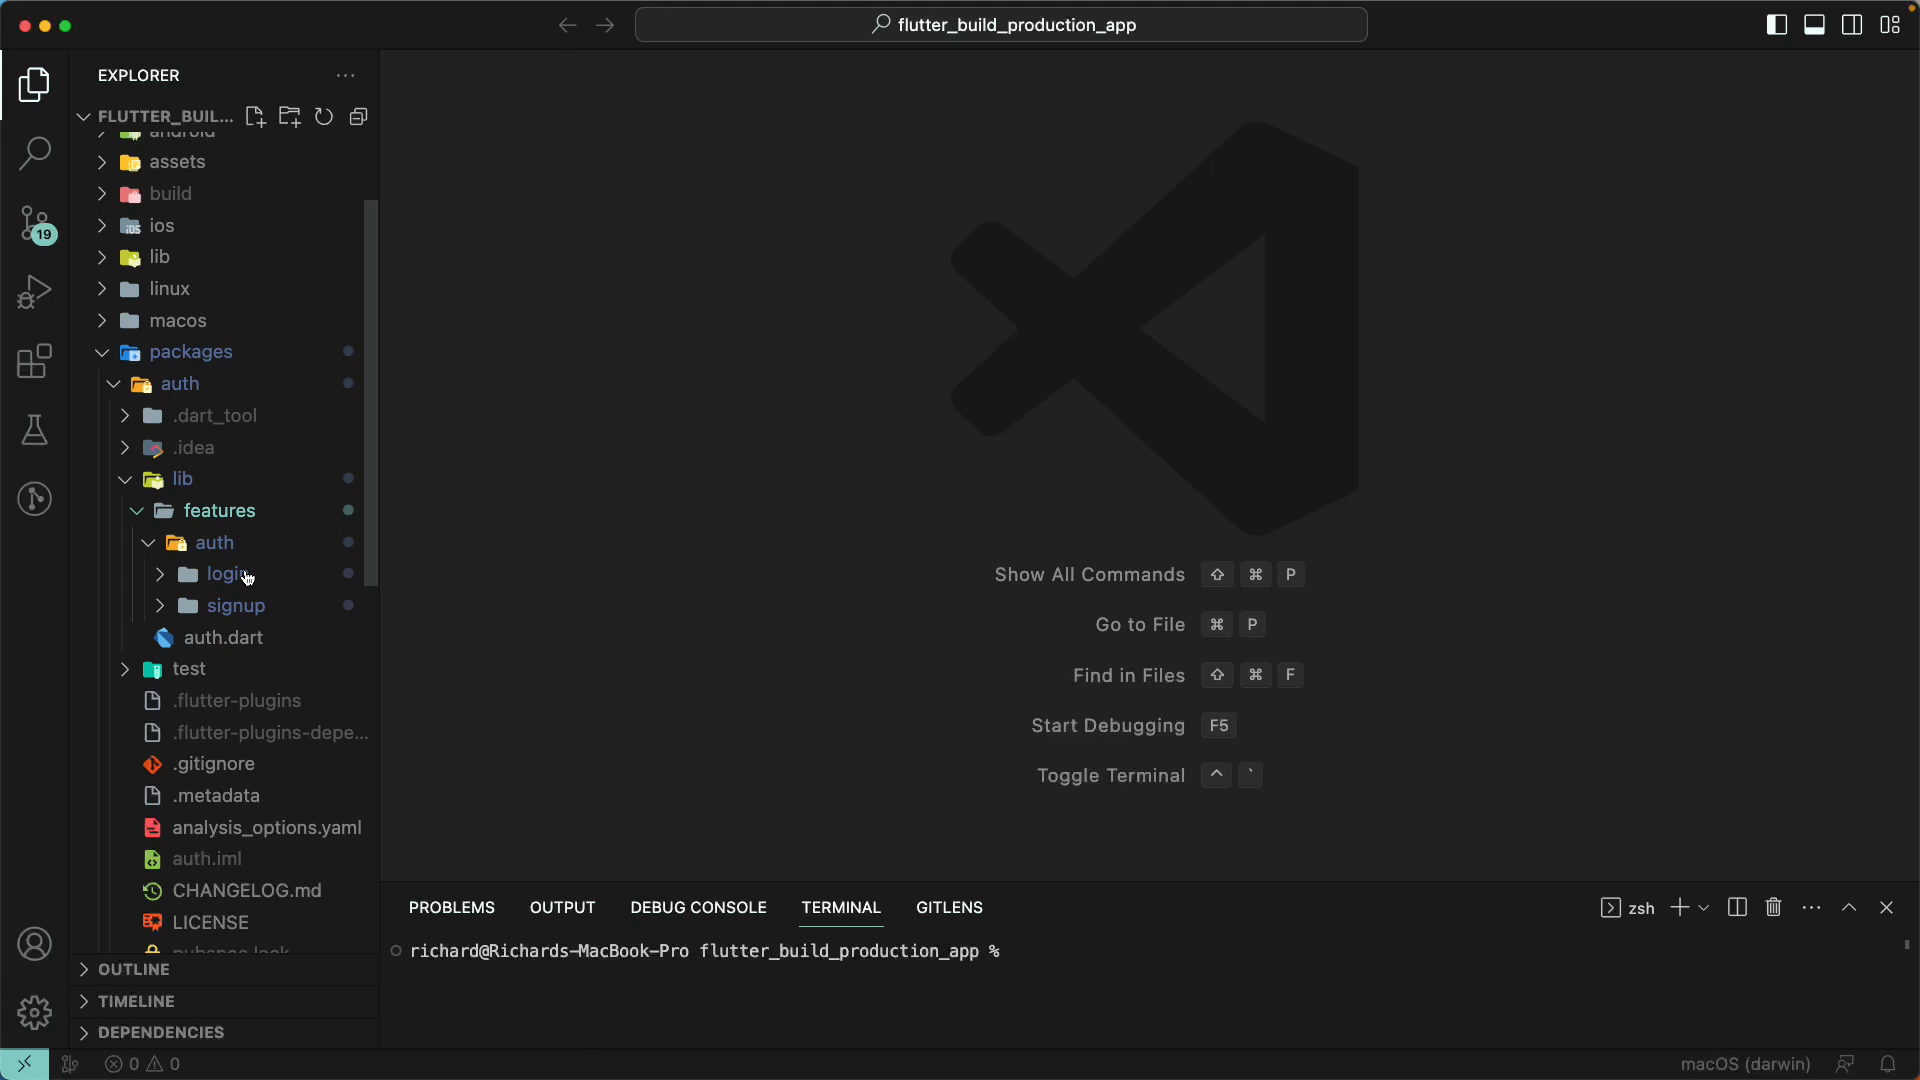 flutter_build_production_app
EXPLORER
FLUTTER_BUIL...
android
assets
build
ios
lib
linux
macos
packages
auth
.dart_tool
.idea
lib
features
auth
login
signup
auth.dart
test
.flutter-plugins
.flutter-plugins-depe...
.gitignore
.metadata
analysis_options.yaml
auth.iml
CHANGELOG.md
LICENSE
pubspec.lock
OUTLINE
TIMELINE
DEPENDENCIES
19
Show All Commands ⇧ ⌘ P
Go to File ⌘ P
Find in Files ⇧ ⌘ F
Start Debugging F5
Toggle Terminal ^ `
PROBLEMS OUTPUT DEBUG CONSOLE TERMINAL GITLENS
zsh
richard@Richards-MacBook-Pro flutter_build_production_app %
0 0
macOS (darwin)